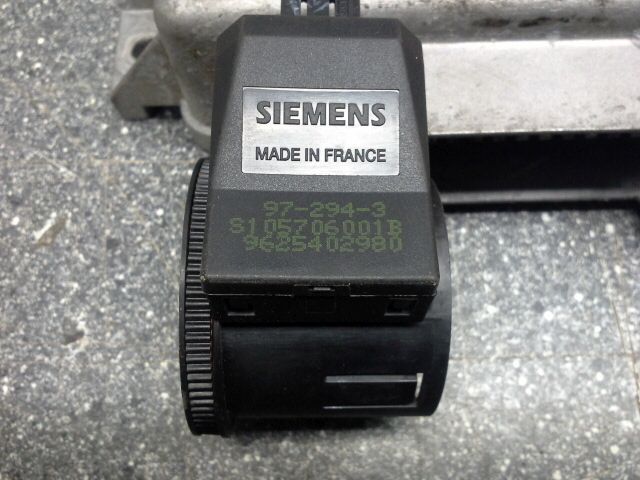 SIEMENS
MADE IN FRANCE
97-294-3
S105706001B
9625402980